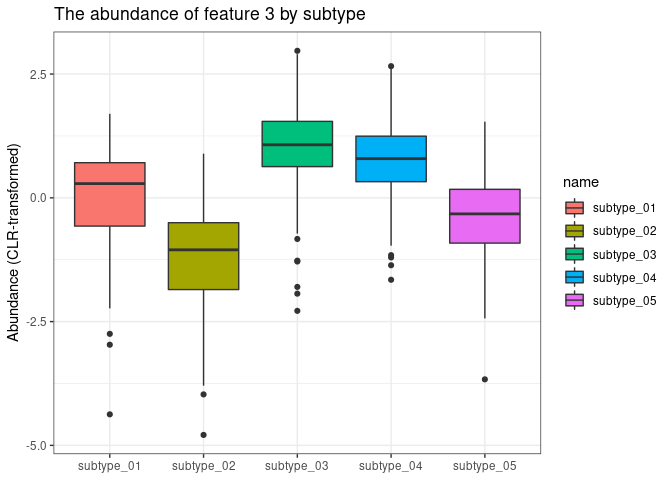 The abundance of feature 3 by subtype
Abundance (CLR-transformed)
2.5
0.0
-2.5
-5.0
subtype_01 subtype_02 subtype_03 subtype_04 subtype_05
name
subtype_01
subtype_02
subtype_03
subtype_04
subtype_05